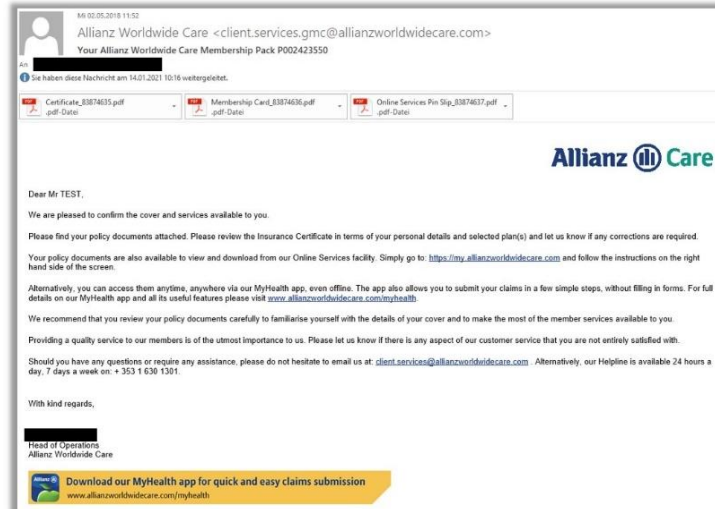 Mi 02.05.2018 11:52
Allianz Worldwide Care <client.services.gmc@allianzworldwidecare.com>
Your Allianz Worldwide Care Membership Pack P002423550
An
Sie haben diese Nachricht am 14.01.2021 10:16 weitergeleitet.
Certificate_83874635.pdf
.pdf-Datei
Membership Card_83874636.pdf
.pdf-Datei
Online Services Pin Slip_83874637.pdf
.pdf-Datei
Allianz Care
Dear Mr TEST,
We are pleased to confirm the cover and services available to you.
Please find your policy documents attached. Please review the Insurance Certificate in terms of your personal details and selected plan(s) and let us know if any corrections are required.
Your policy documents are also available to view and download from our Online Services facility. Simply go to: https://my.allianzworldwidecare.com and follow the instructions on the right
hand side of the screen.
Alternatively, you can access them anytime, anywhere via our MyHealth app, even offline. The app also allows you to submit your claims in a few simple steps, without filling in forms. For full
details on our MyHealth app and all its useful features please visit www.allianzworldwidecare.com/myhealth.
We recommend that you review your policy documents carefully to familiarise yourself with the details of your cover and to make the most of the member services available to you.
Providing a quality service to our members is of the utmost importance to us. Please let us know if there is any aspect of our customer service that you are not entirely satisfied with.
Should you have any questions or require any assistance, please do not hesitate to email us at: client.services@allianzworldwidecare.com . Alternatively, our Helpline is available 24 hours a
day, 7 days a week on: + 353 1 630 1301.
With kind regards,
Head of Operations
Allianz Worldwide Care
Download our MyHealth app for quick and easy claims submission
www.allianzworldwidecare.com/myhealth